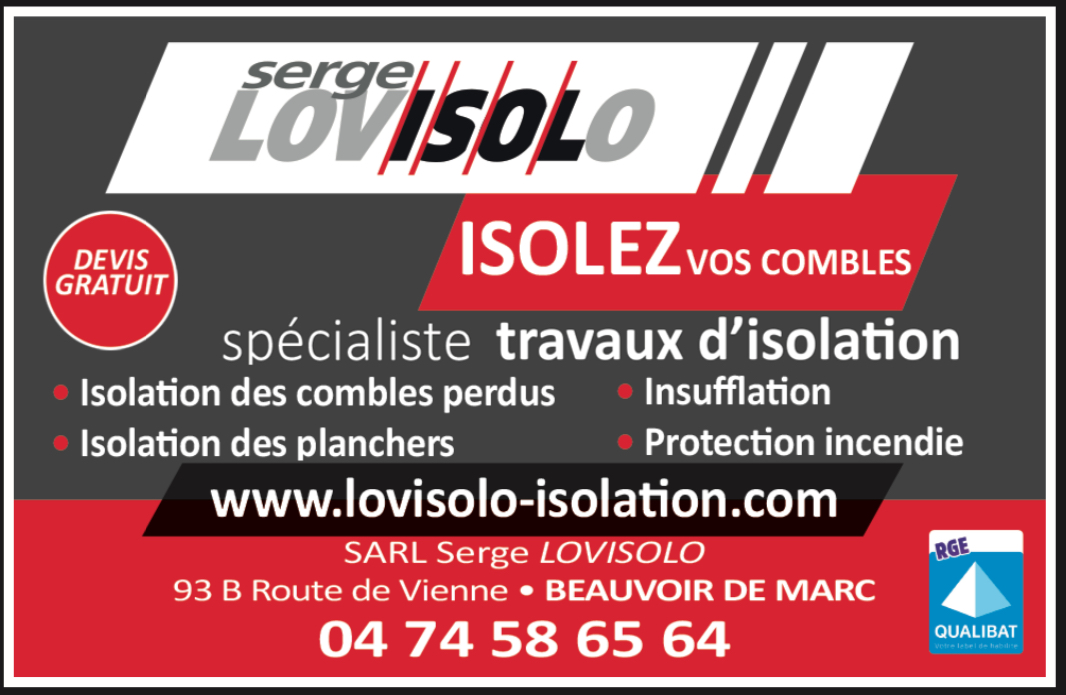 serge
LOVISOLO
DEVIS
GRATUIT
ISOLEZ VOS COMBLES
spécialiste travaux d'isolation
• Isolation des combles perdus
• Insufflation
• Isolation des planchers
• Protection incendie
www.lovisolo-isolation.com
SARL Serge LOVISOLO
93 B Route de Vienne • BEAUVOIR DE MARC
04 74 58 65 64
RGE
QUALIBAT